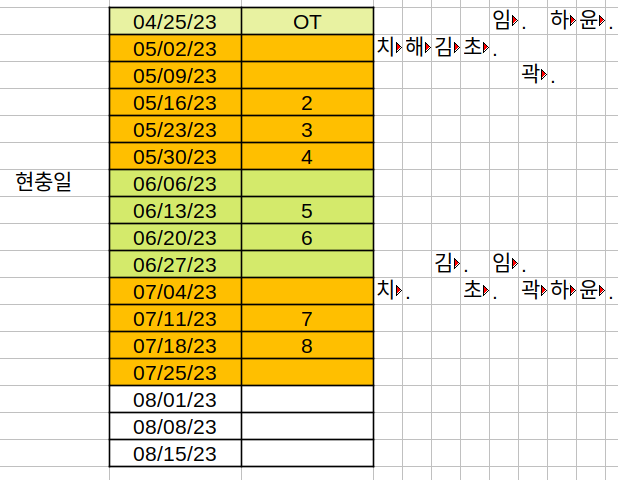 04/25/23 OT 임 . 하 윤 .
05/02/23 치 해 김 초 .
05/09/23 곽 .
05/16/23 2
05/23/23 3
05/30/23 4
현충일 06/06/23
06/13/23 5
06/20/23 6
06/27/23 김 . 임 .
07/04/23 치 . 초 . 곽 하 윤 .
07/11/23 7
07/18/23 8
07/25/23
08/01/23
08/08/23
08/15/23